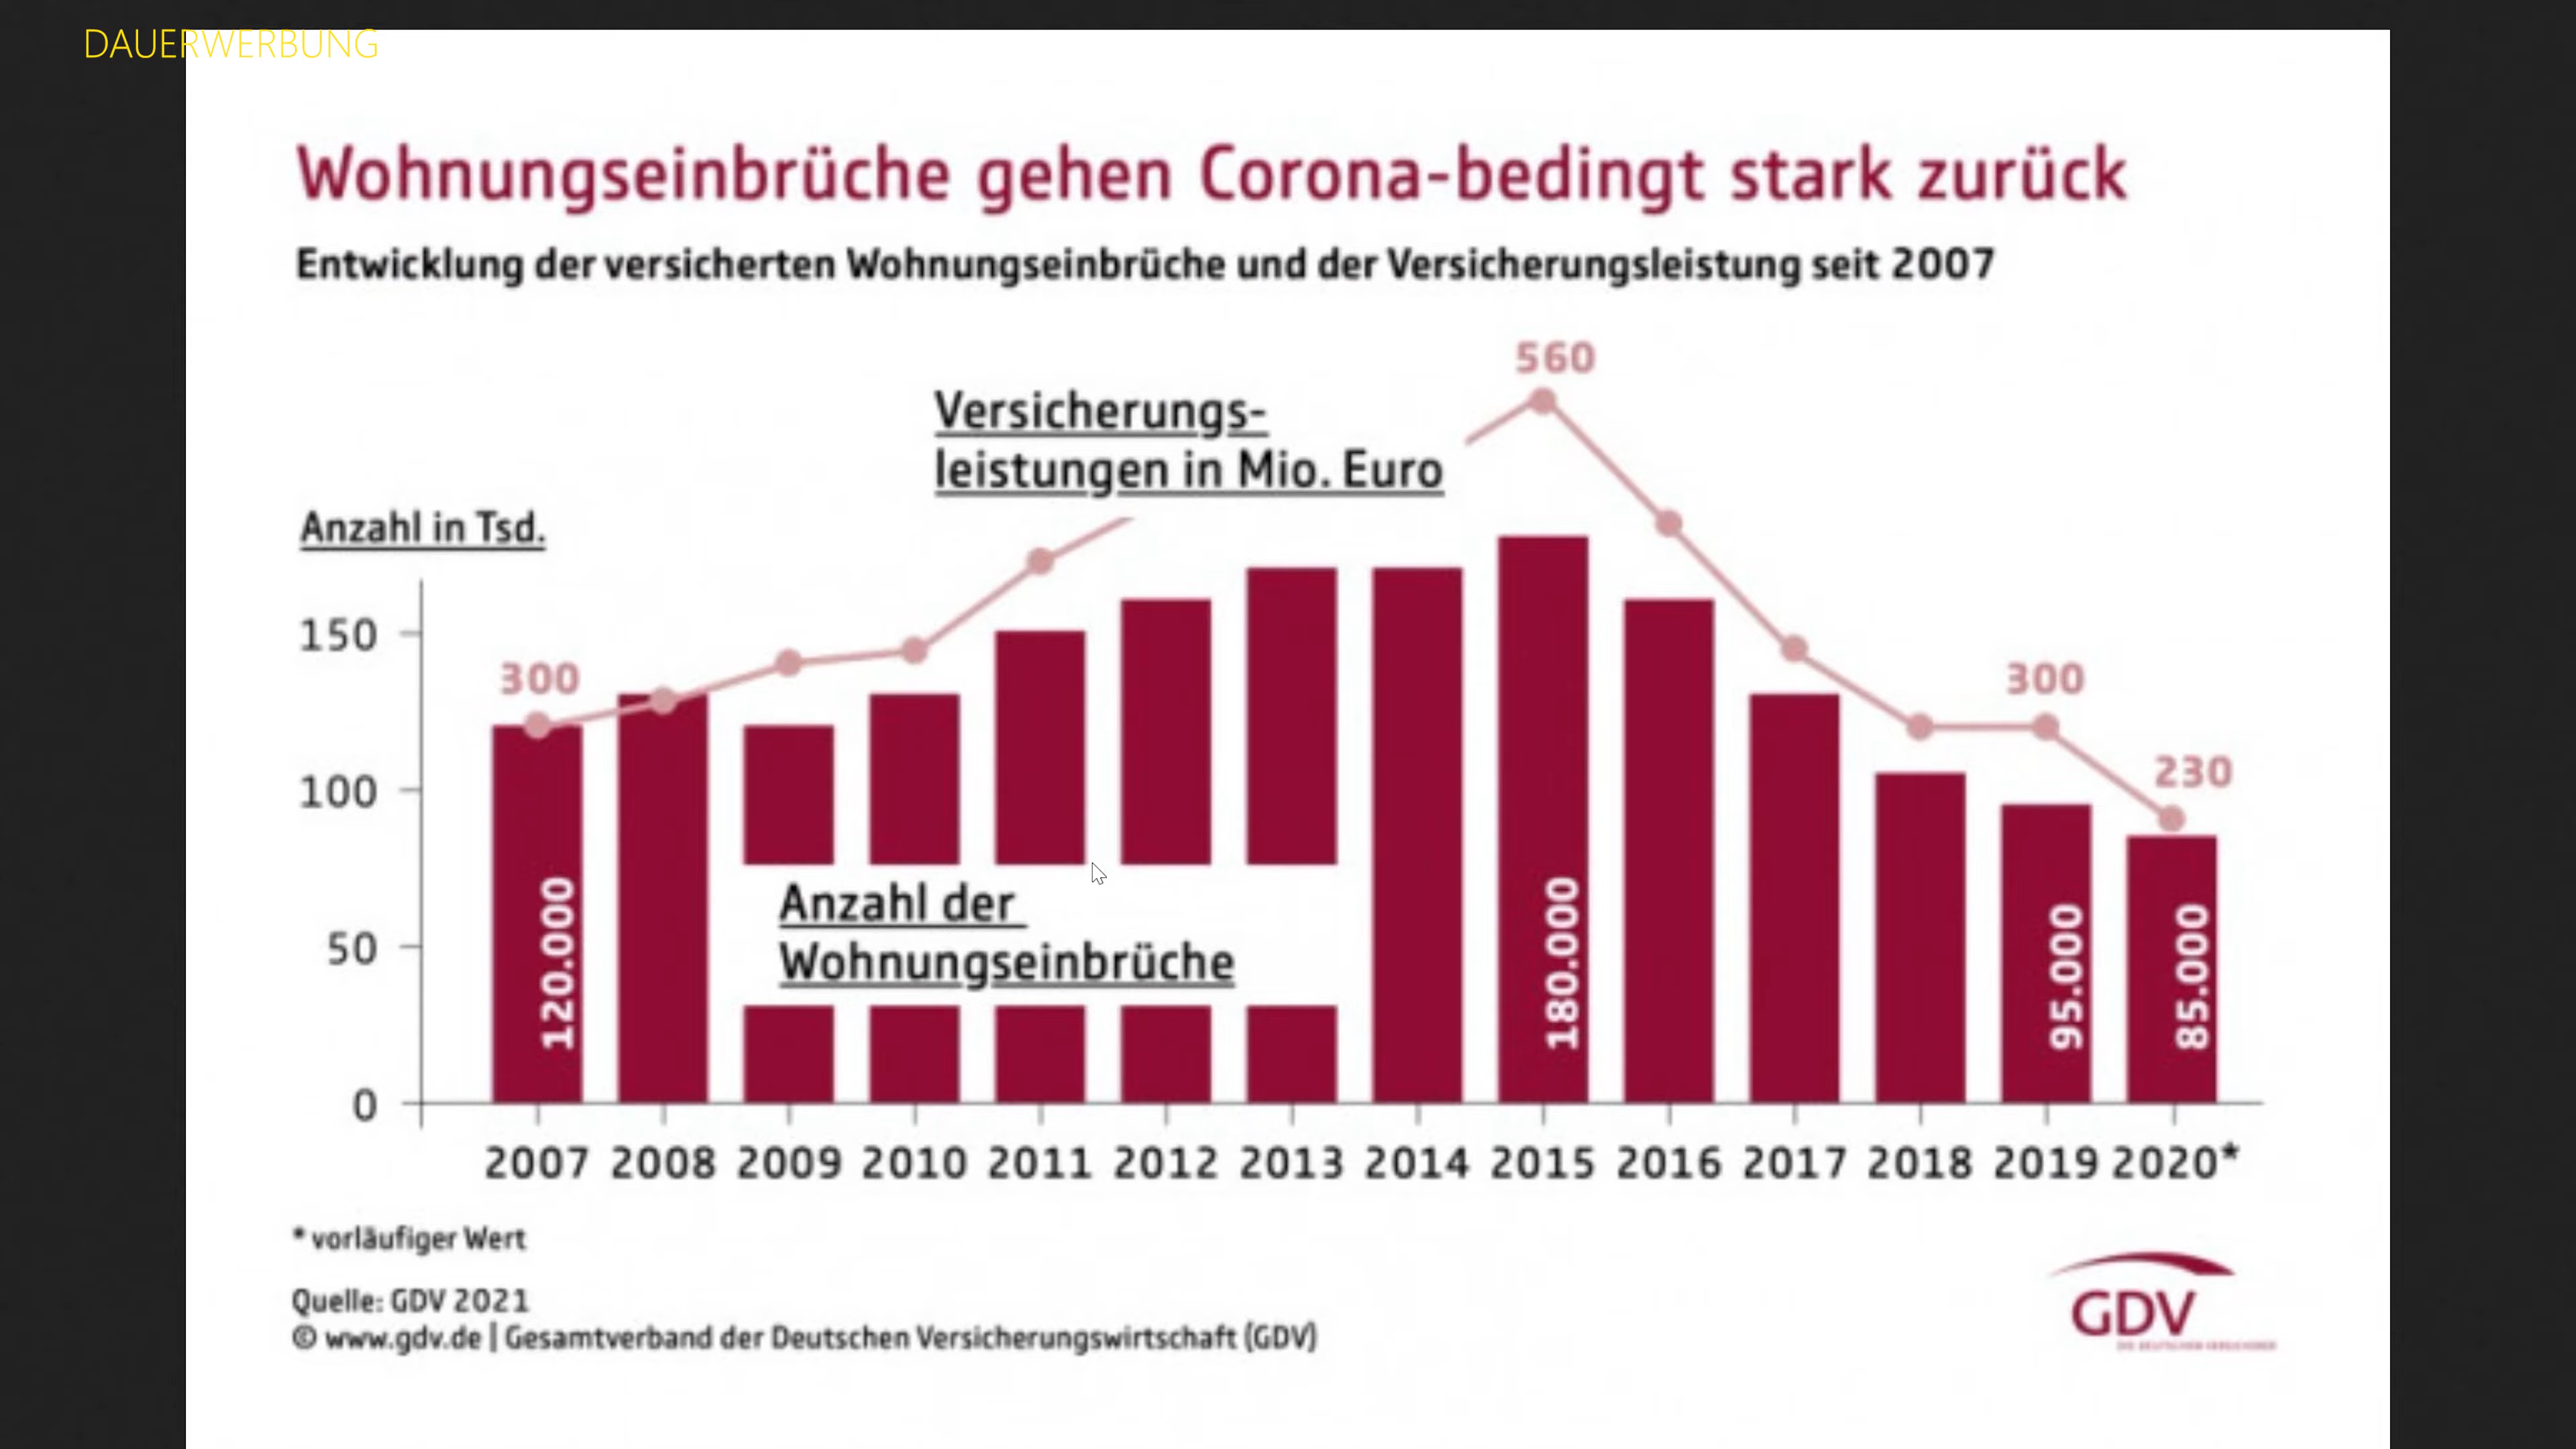 DAUERWERBUNG
Wohnungseinbrüche gehen Corona-bedingt stark zurück
Entwicklung der versicherten Wohnungseinbrüche und der Versicherungsleistung seit 2007
560
Versicherungs-
leistungen in Mio. Euro
Anzahl in Tsd.
150
300
300
100
230
50
0
Anzahl der
Wohnungseinbrüche
120.000
180.000
95.000
85.000
2007 2008 2009 2010 2011 2012 2013 2014 2015 2016 2017 2018 2019 2020*
* vorläufiger Wert
Quelle: GDV 2021
© www.gdv.de | Gesamtverband der Deutschen Versicherungswirtschaft (GDV)
GDV